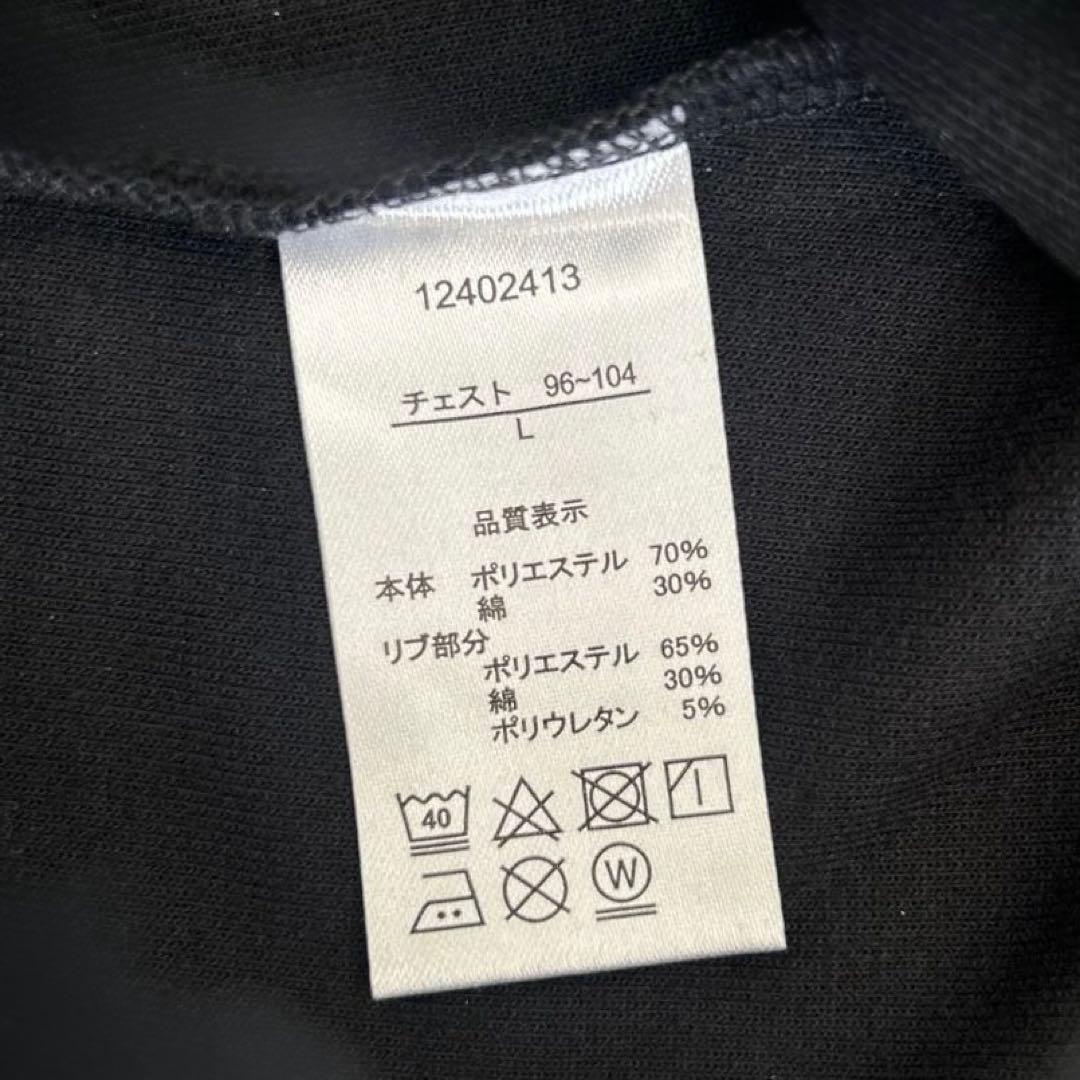 12402413
チェスト 96~104
L
品質表示
本体 ポリエステル 70%
綿 30%
リブ部分
ポリエステル 65%
綿 30%
ポリウレタン 5%
40
W